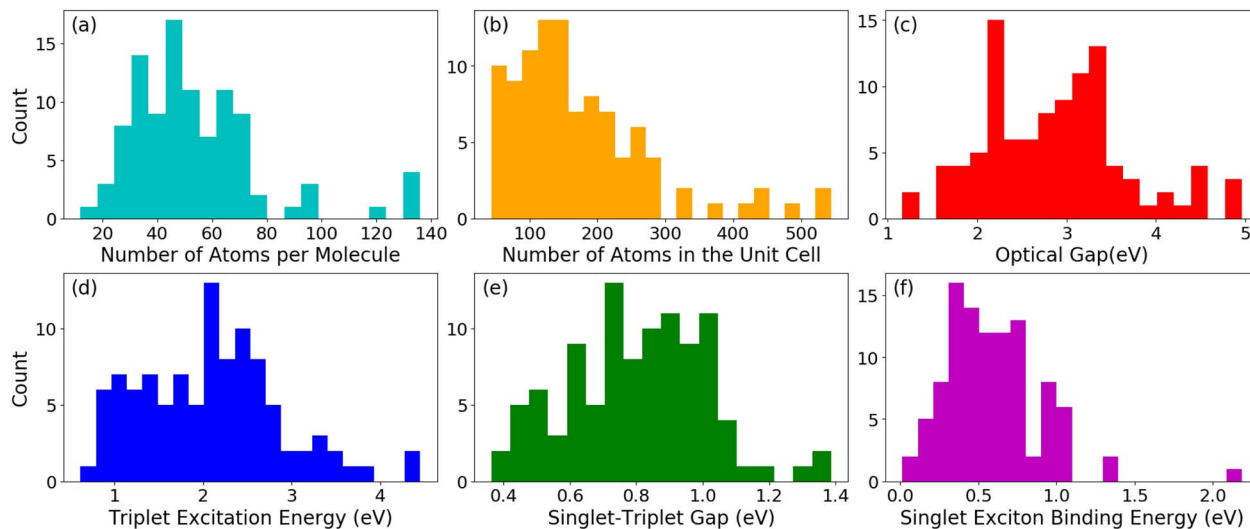 (a)
15
10
5
0
Count
20 40 60 80 100 120 140
Number of Atoms per Molecule
(b)
10
5
0
100 200 300 400 500
Number of Atoms in the Unit Cell
(c)
15
10
5
0
1 2 3 4 5
Optical Gap(eV)
(d)
10
5
0
Count
1 2 3 4
Triplet Excitation Energy (eV)
(e)
10
5
0
0.4 0.6 0.8 1.0 1.2 1.4
Singlet-Triplet Gap (eV)
(f)
15
10
5
0
0.0 0.5 1.0 1.5 2.0
Singlet Exciton Binding Energy (eV)